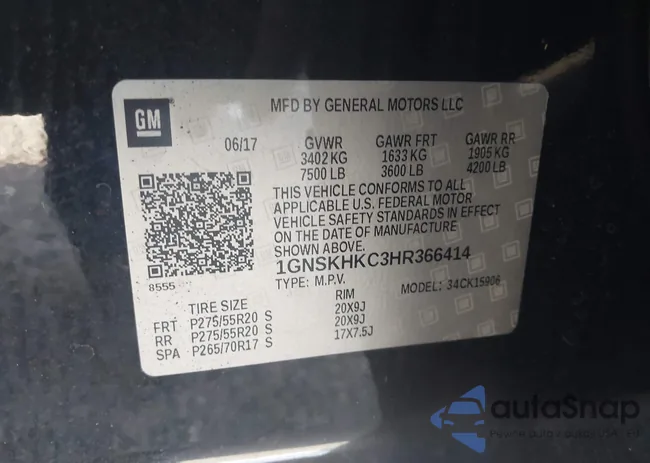 GM
MFD BY GENERAL MOTORS LLC
06/17 GVWR GAWR FRT GAWR RR
3402 KG 1633 KG 1905 KG
7500 LB 3600 LB 4200 LB
THIS VEHICLE CONFORMS TO ALL
APPLICABLE U.S. FEDERAL MOTOR
VEHICLE SAFETY STANDARDS IN EFFECT
ON THE DATE OF MANUFACTURE
SHOWN ABOVE.
1GNSKHKC3HR366414
8555
TYPE: M.P.V. MODEL: 34CK15906
TIRE SIZE RIM
FRT P275/55R20 S 20X9J
RR P275/55R20 S 20X9J
SPA P265/70R17 S 17X7.5J
autaSnap